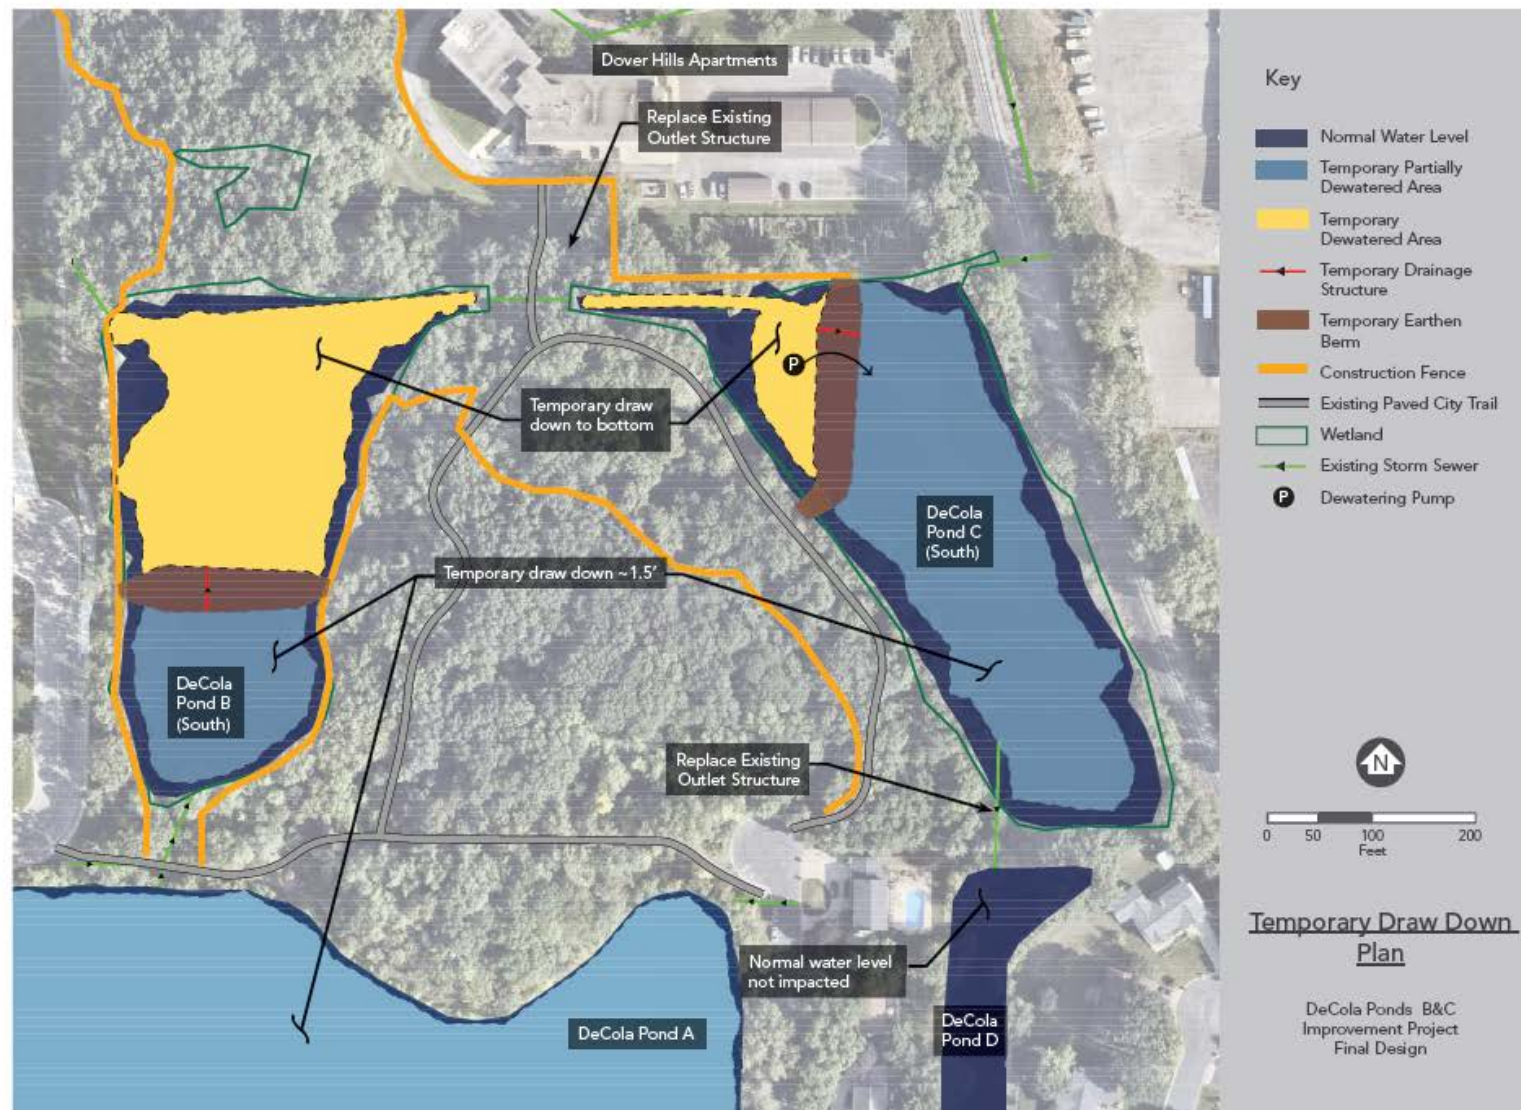 Dover Hills Apartments
Replace Existing
Outlet Structure
Temporary draw
down to bottom
P
DeCola
Pond C
(South)
Temporary draw down ~1.5'
DeCola
Pond B
(South)
Replace Existing
Outlet Structure
Normal water level
not impacted
DeCola Pond A
DeCola
Pond D
Key
Normal Water Level
Temporary Partially
Dewatered Area
Temporary
Dewatered Area
Temporary Drainage
Structure
Temporary Earthen
Berm
Construction Fence
Existing Paved City Trail
Wetland
Existing Storm Sewer
P Dewatering Pump
N
0 50 100 200
Feet
Temporary Draw Down
Plan
DeCola Ponds B&C
Improvement Project
Final Design